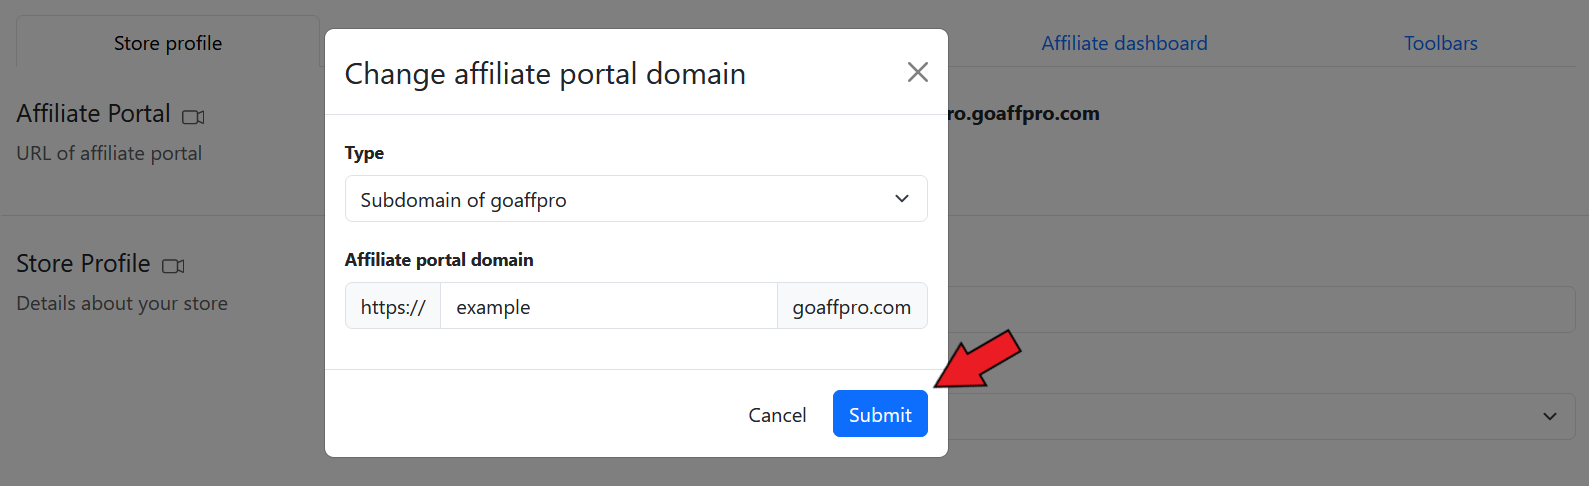 Store profile
Affiliate dashboard
Toolbars
Change affiliate portal domain
Affiliate Portal
ro.goaffpro.com
URL of affiliate portal
Type
Subdomain of goaffpro
Store Profile
Details about your store
Affiliate portal domain
https:// example goaffpro.com
Cancel Submit